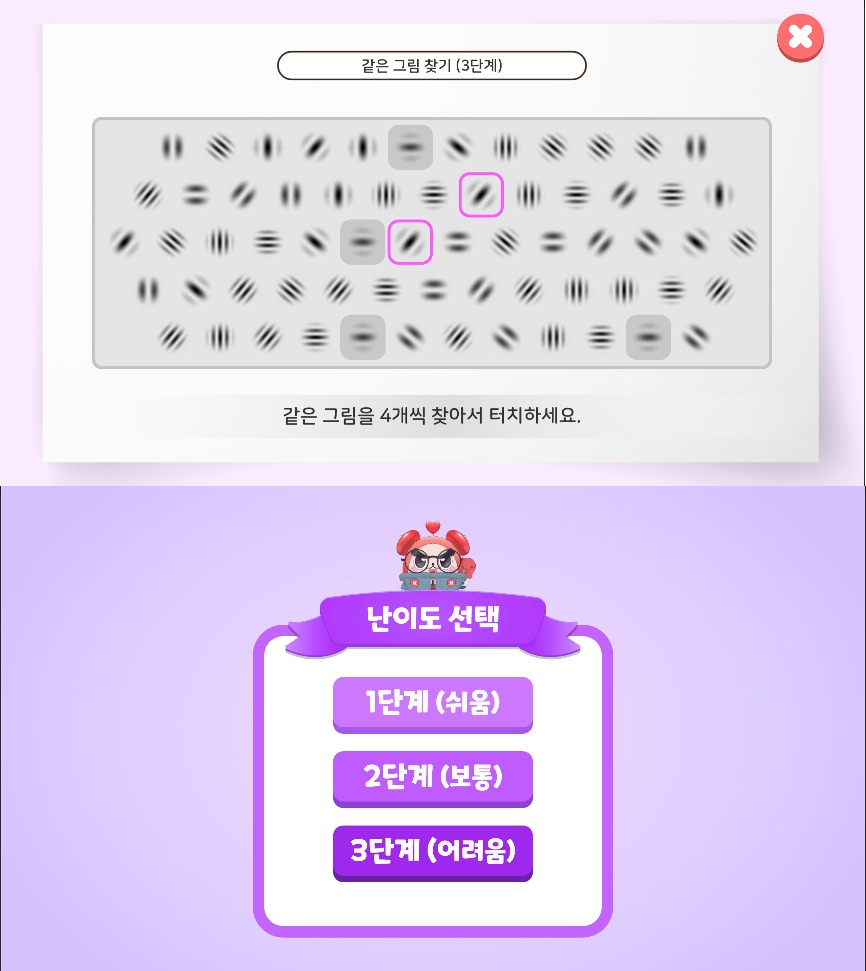 같은 그림 찾기 (3단계)
같은 그림을 4개씩 찾아서 터치하세요.
난이도 선택
1단계 (쉬움)
2단계 (보통)
3단계 (어려움)